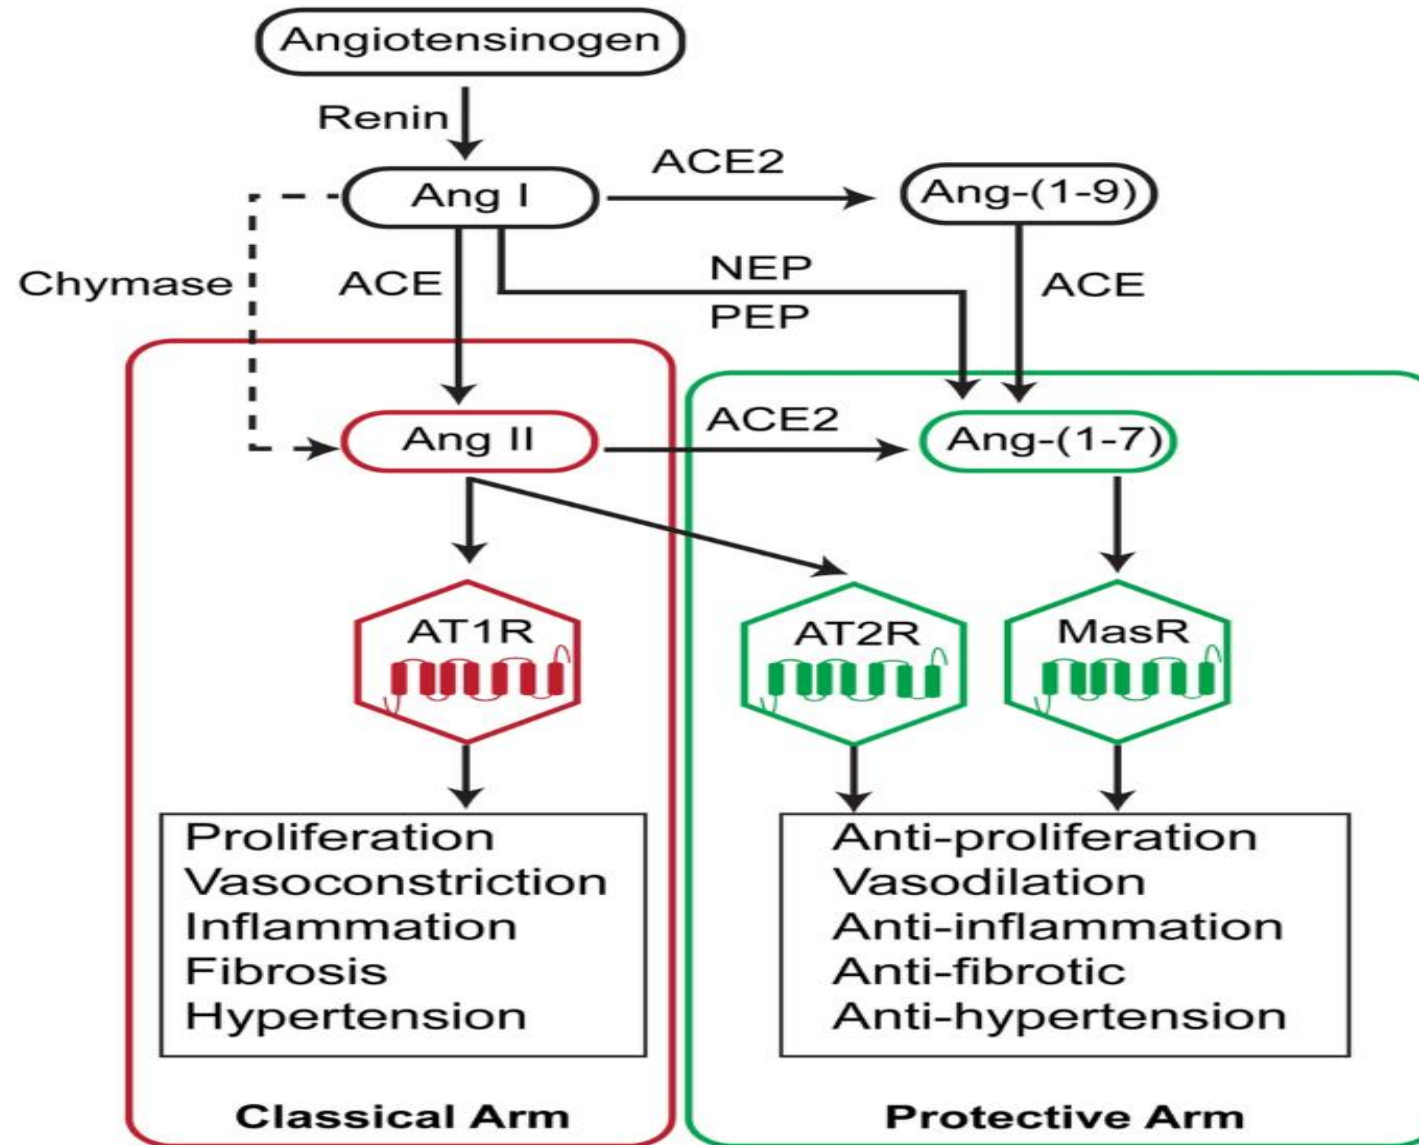 Angiotensinogen
Renin
ACE2
Ang I
Ang-(1-9)
Chymase
ACE
NEP
PEP
ACE
Ang II
ACE2
Ang-(1-7)
AT1R
AT2R
MasR
Proliferation
Vasoconstriction
Inflammation
Fibrosis
Hypertension
Anti-proliferation
Vasodilation
Anti-inflammation
Anti-fibrotic
Anti-hypertension
Classical Arm
Protective Arm